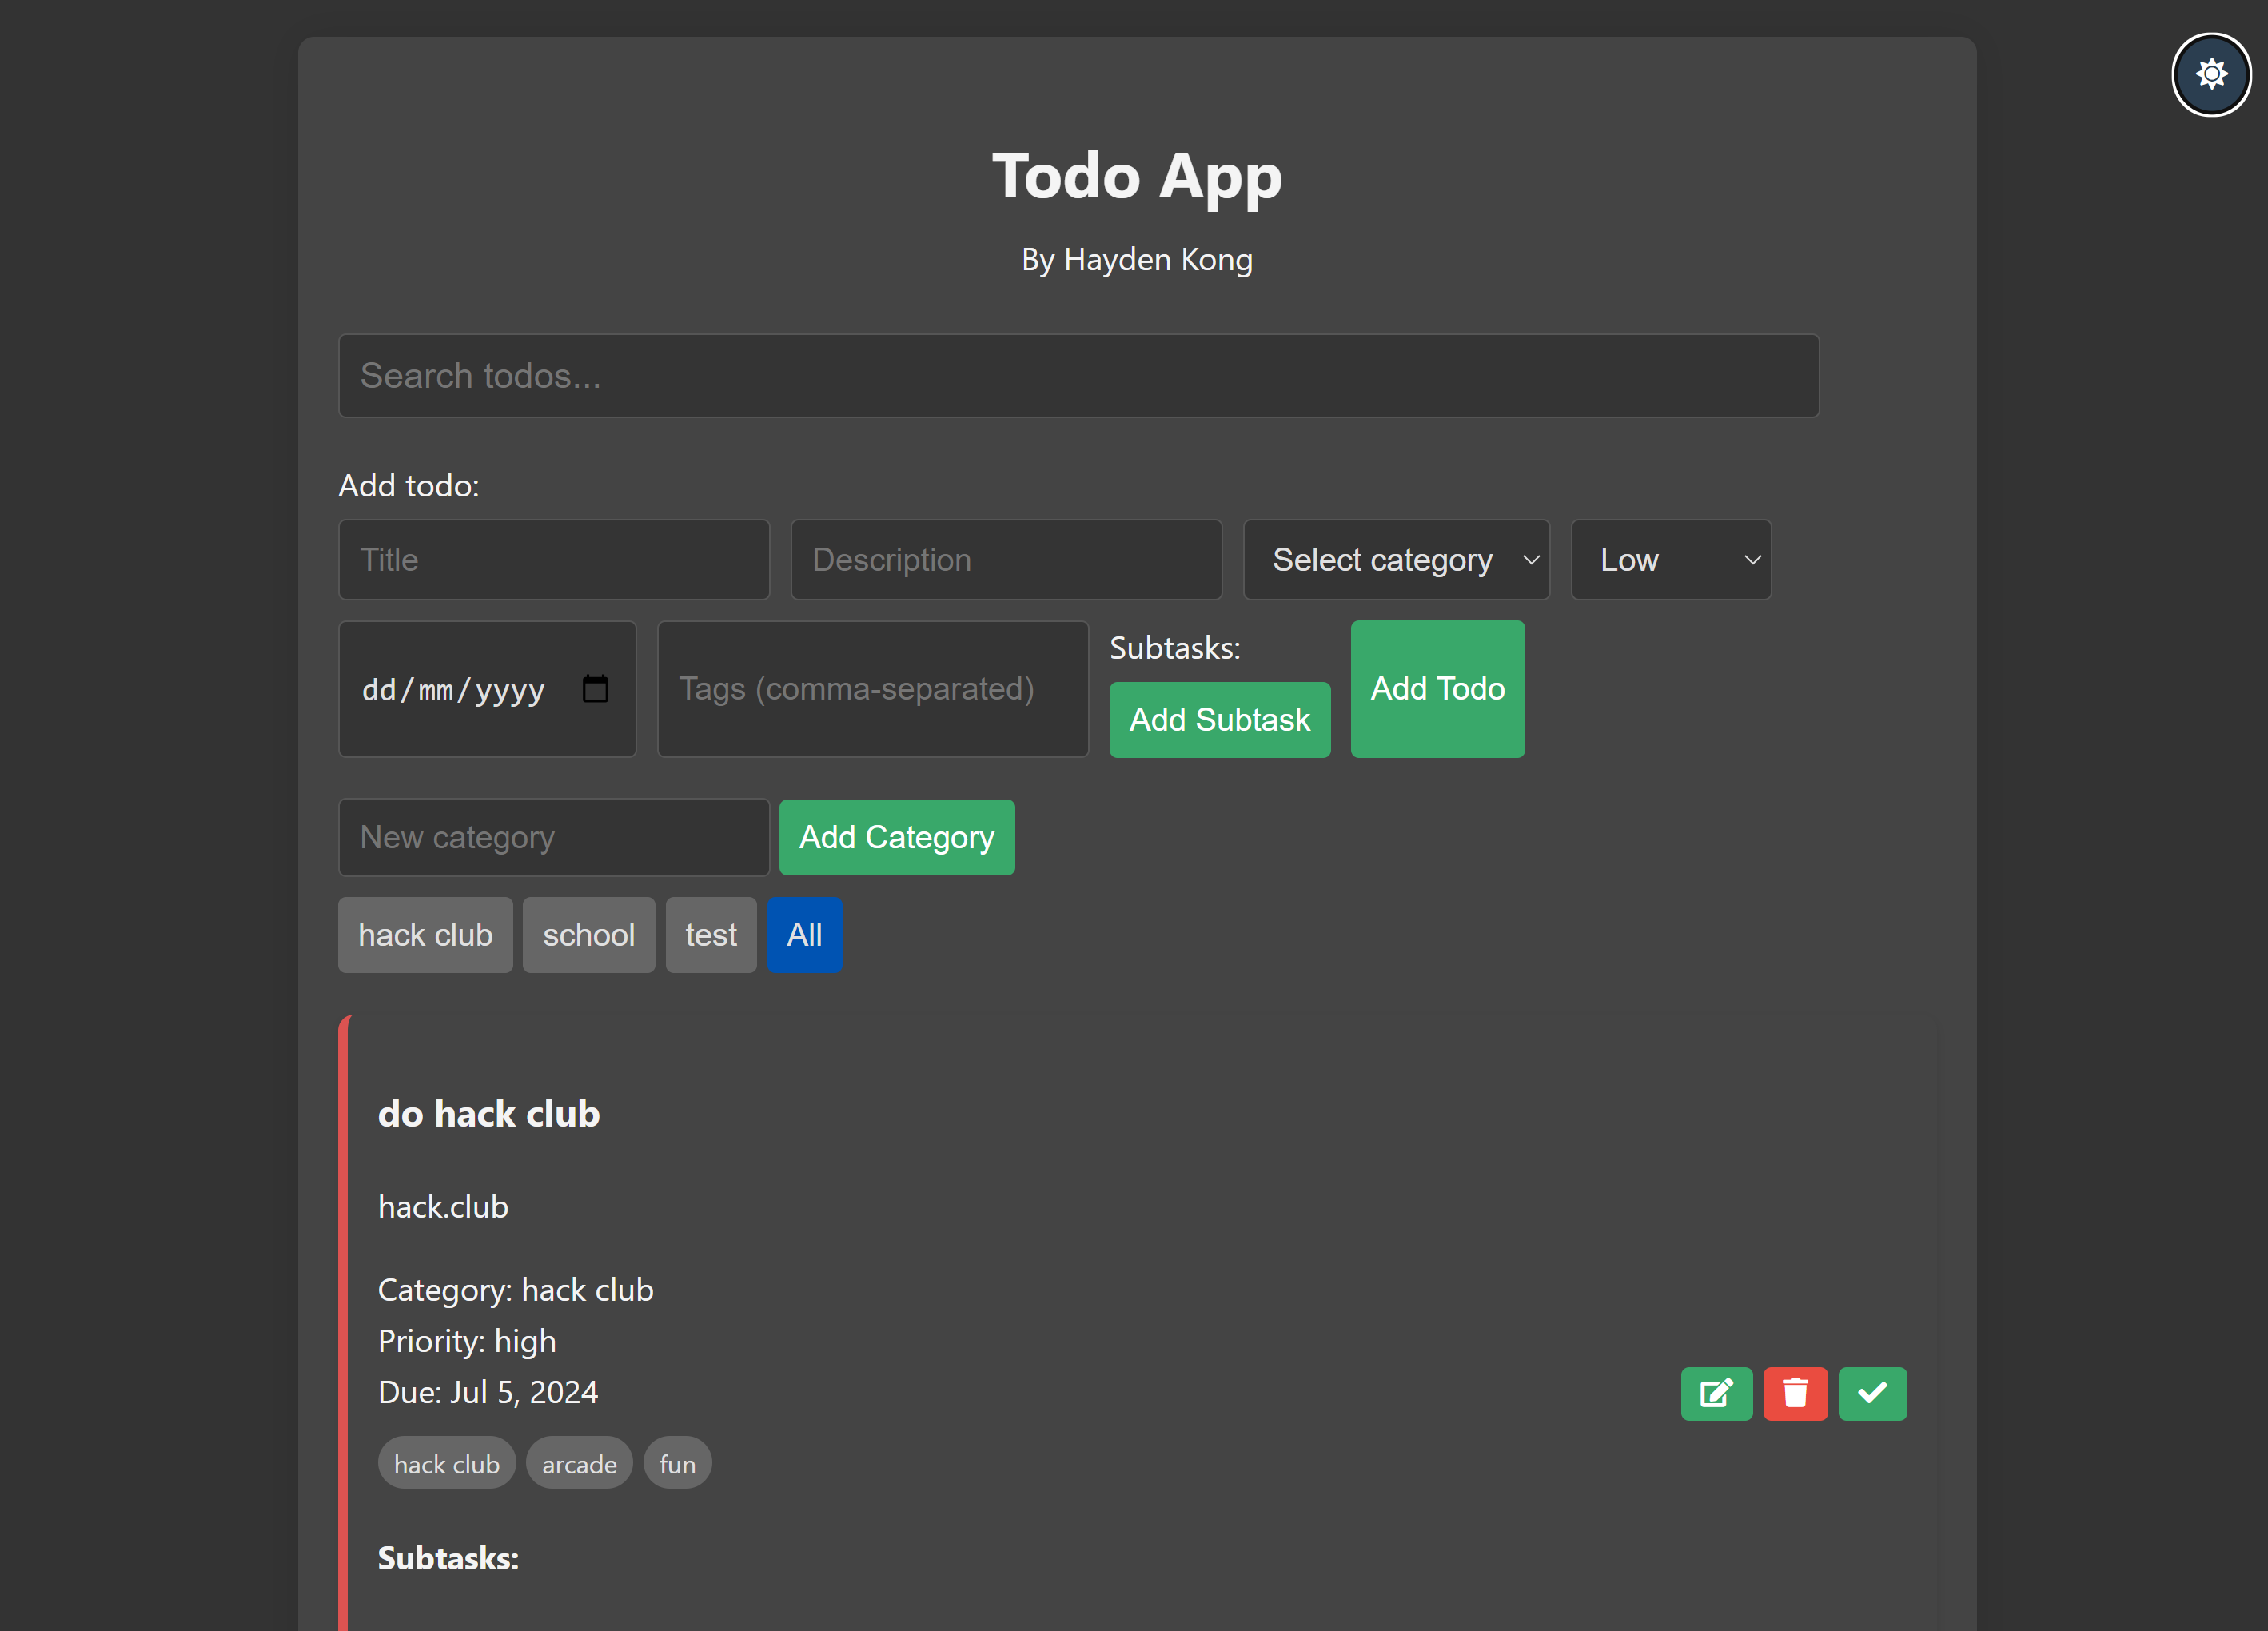 Todo App
By Hayden Kong
Search todos...
Add todo:
Title Description Select category Low
dd/mm/yyyy Tags (comma-separated) Subtasks: Add Subtask Add Todo
New category Add Category
hack club school test All
do hack club
hack.club
Category: hack club
Priority: high
Due: Jul 5, 2024
hack club arcade fun
Subtasks: